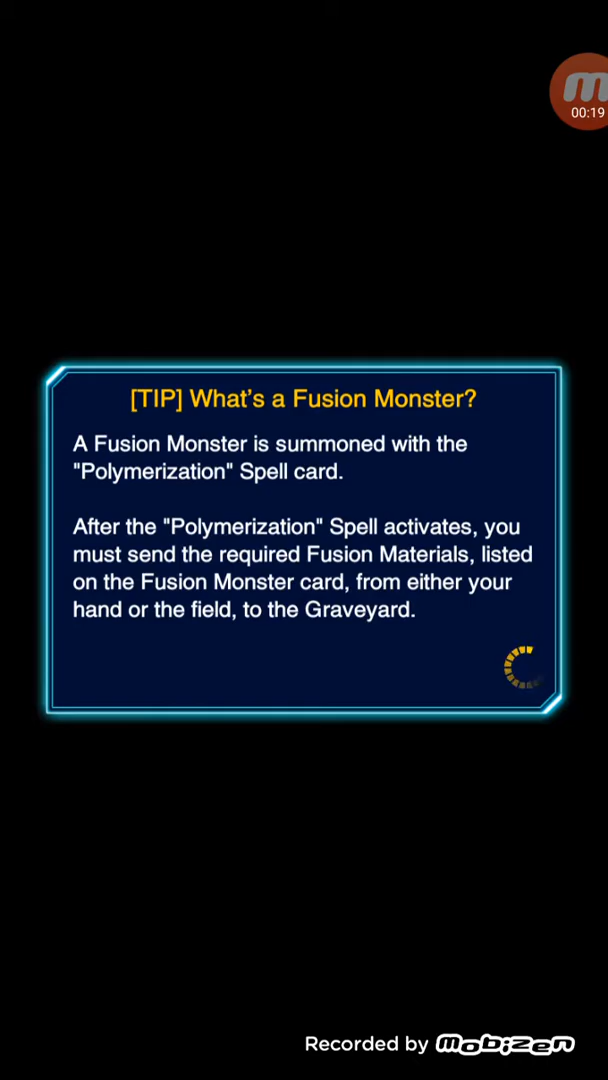 m
00:19
[TIP] What's a Fusion Monster?
A Fusion Monster is summoned with the
"Polymerization" Spell card.
After the "Polymerization" Spell activates, you
must send the required Fusion Materials, listed
on the Fusion Monster card, from either your
hand or the field, to the Graveyard.
Recorded by mobizen